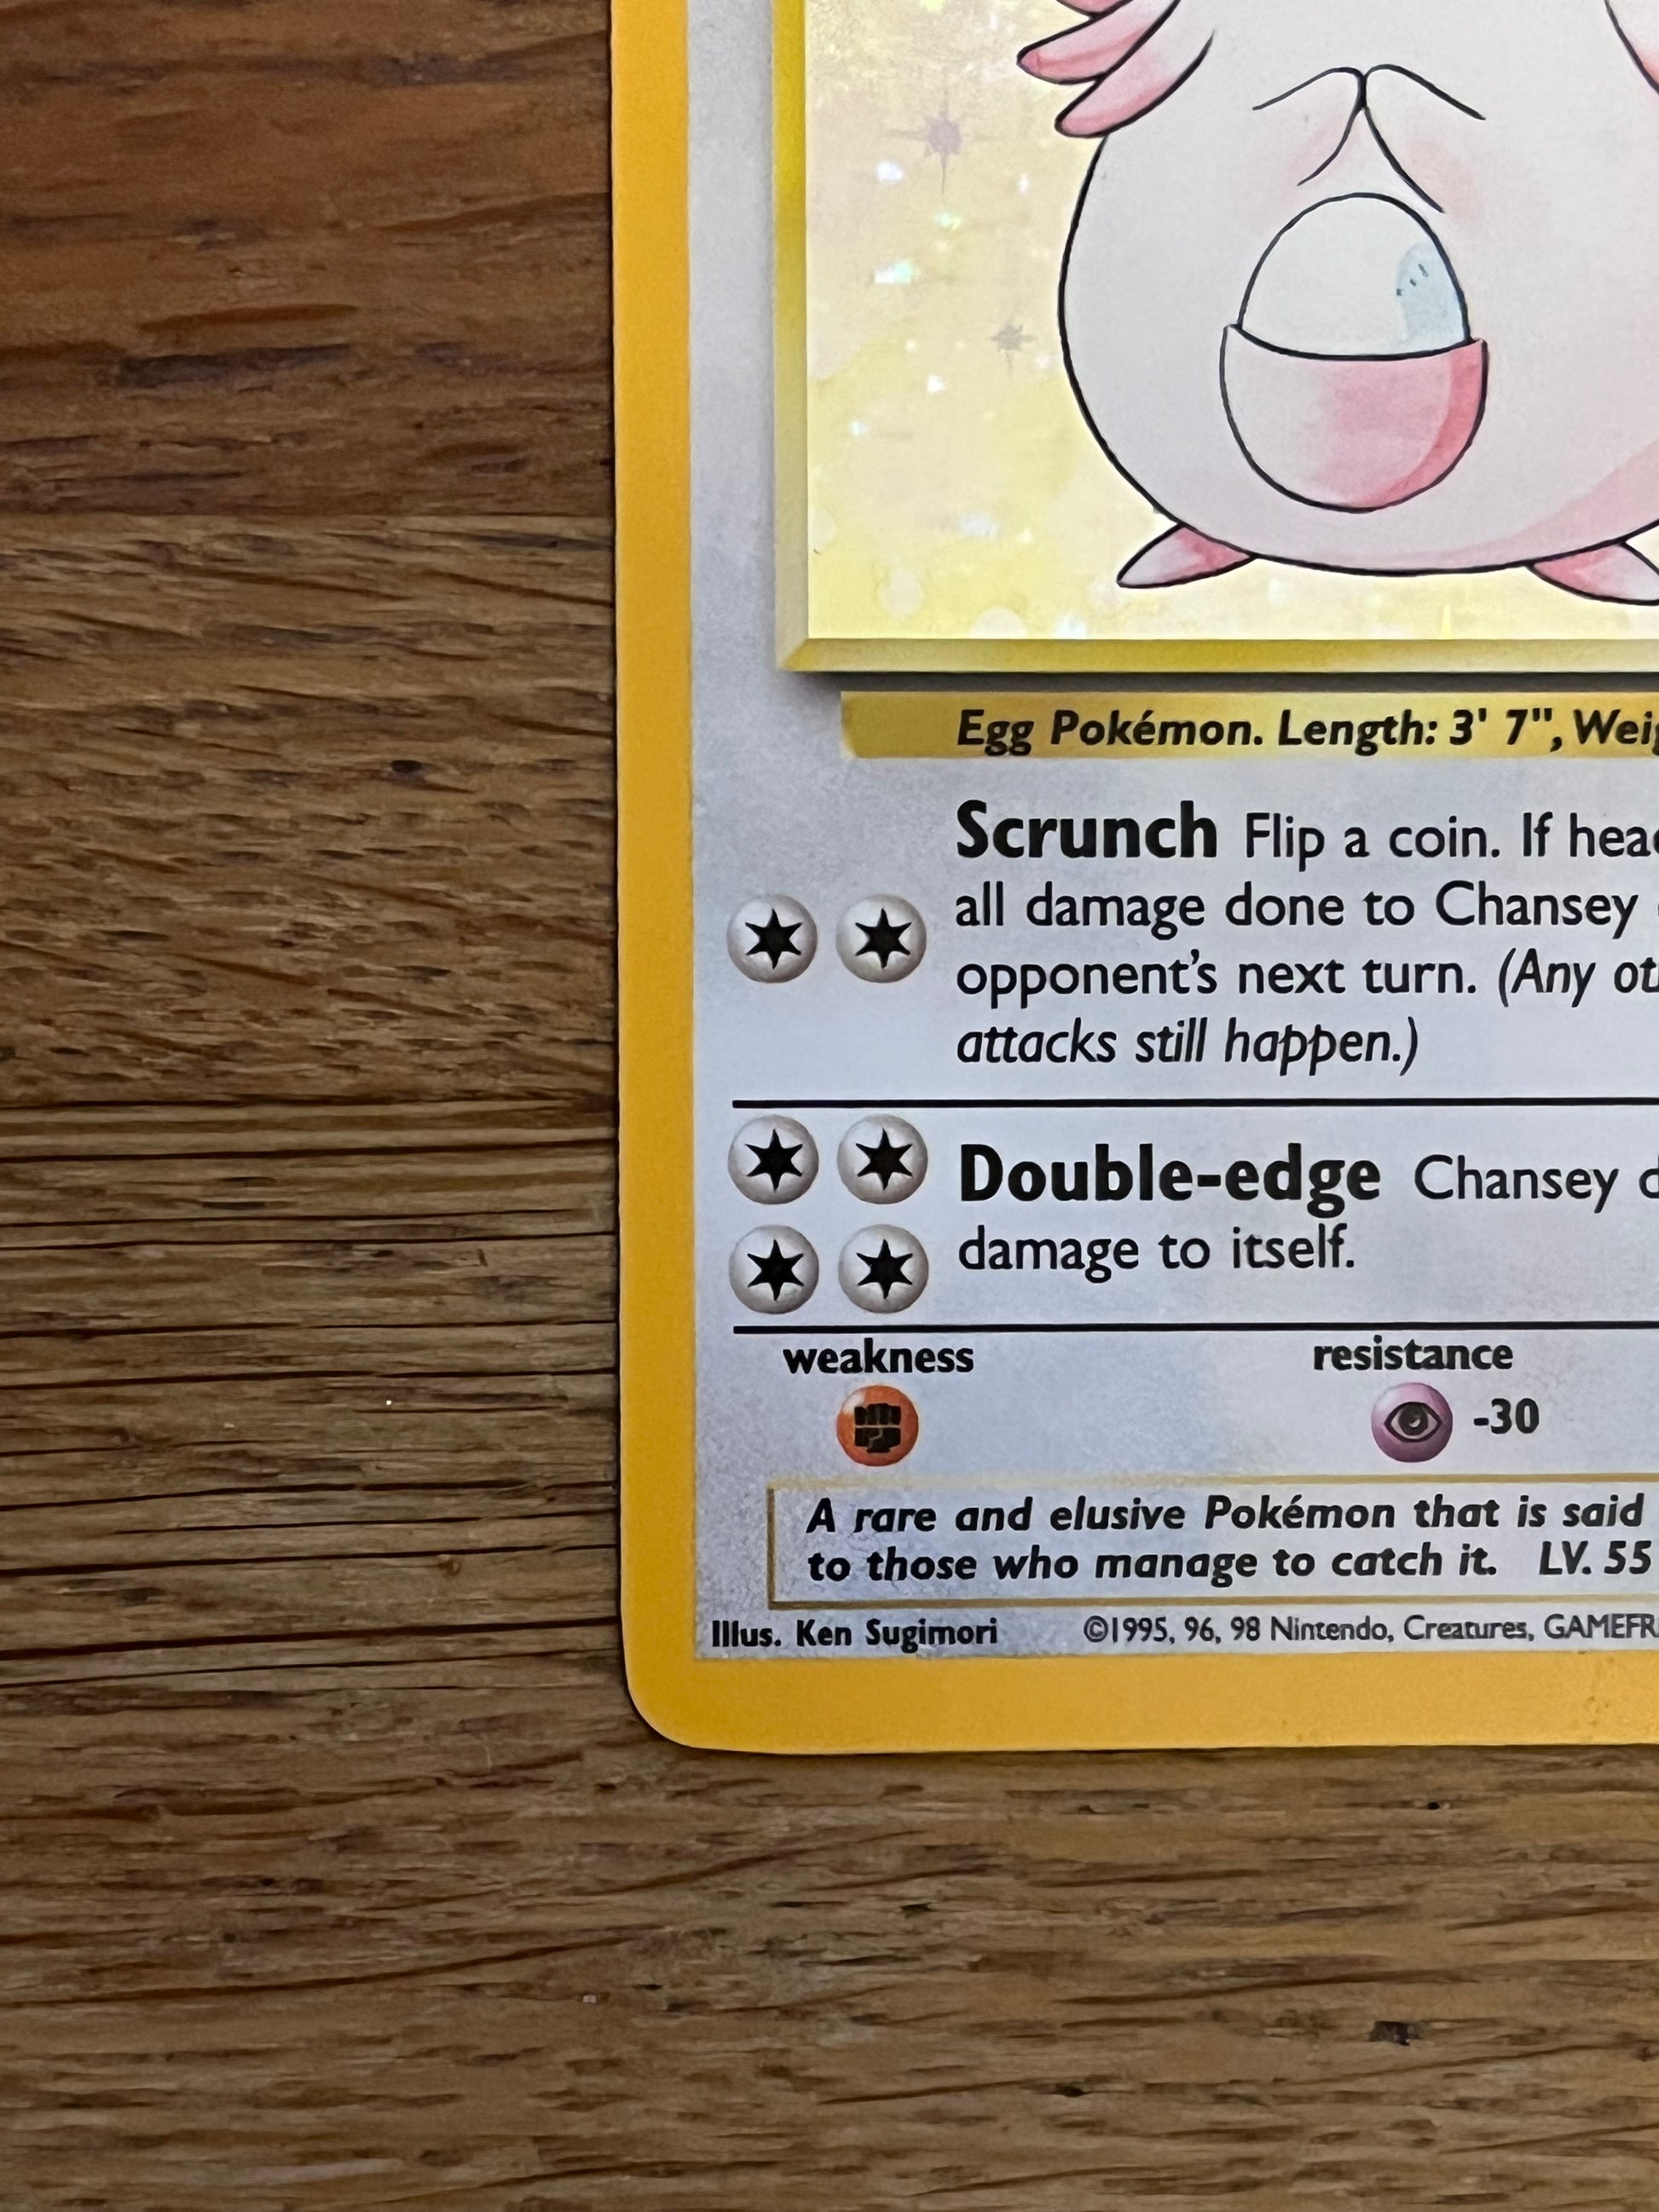 Egg Pokémon. Length: 3' 7",
Scrunch Flip a coin. If
all damage done to Chansey
opponent's next turn. (Any
attacks still happen.)
Double-edge Chansey
damage to itself.
weakness resistance
-30
A rare and elusive Pokémon that is said
to those who manage to catch it. LV. 55
Illus. Ken Sugimori ©1995, 96, 98 Nintendo, Creatures,